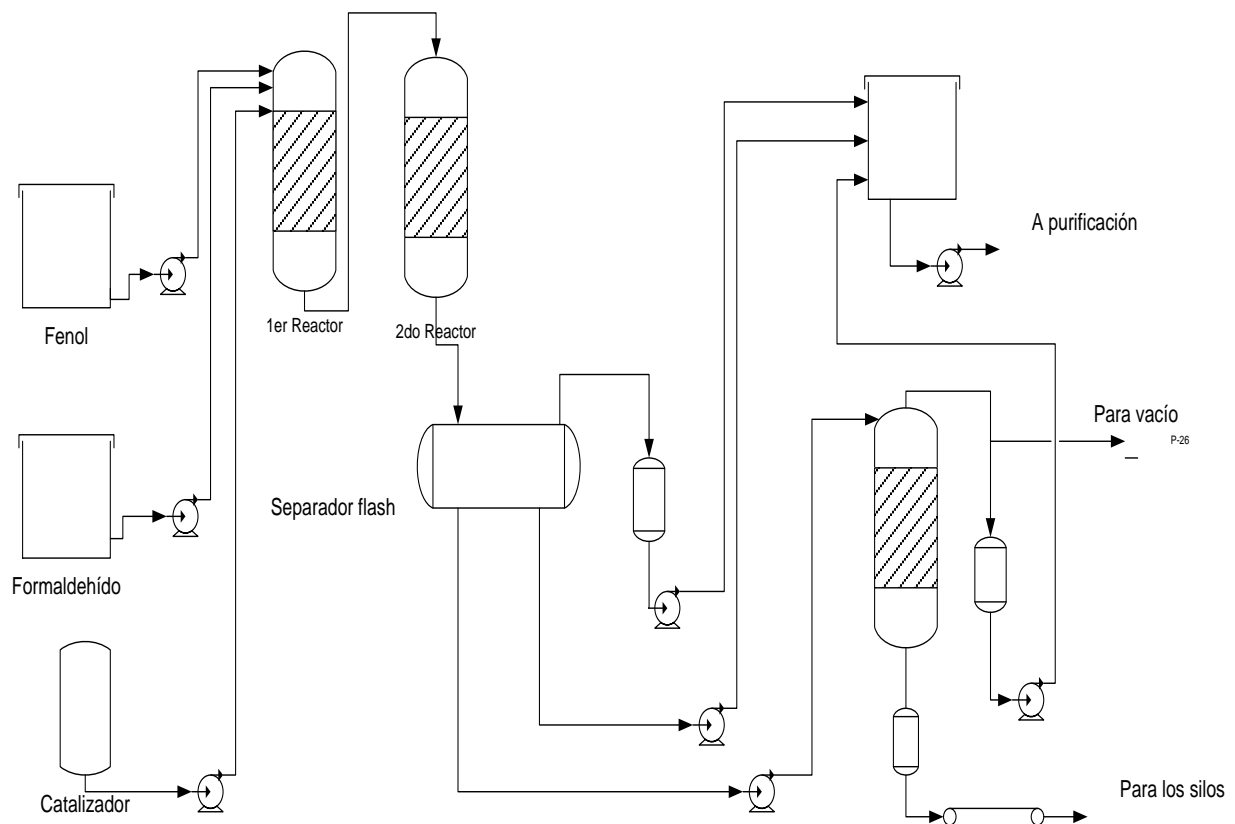 A purificación
Fenol
1er Reactor
2do Reactor
Para vacío
P-26
Separador flash
Formaldehído
Catalizador
Para los silos